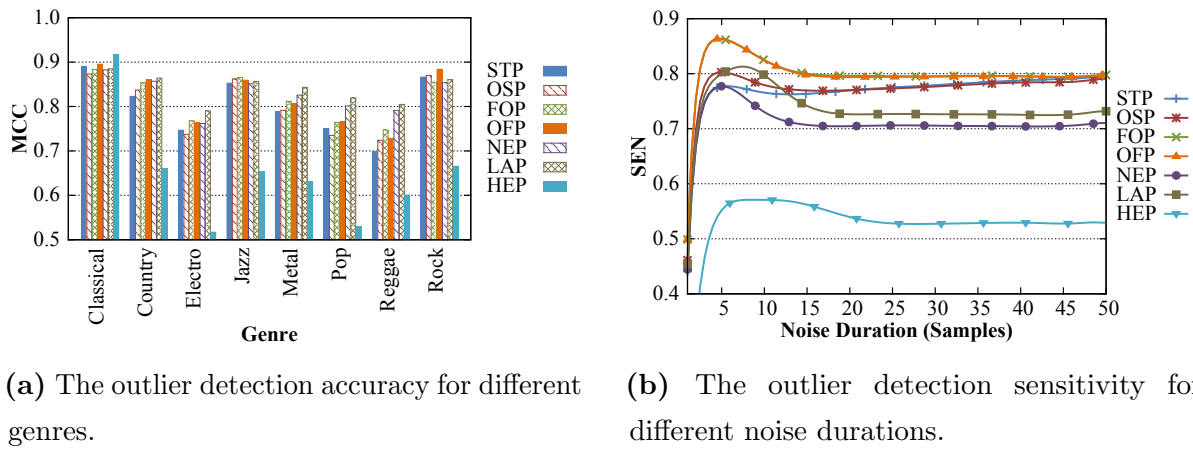 1.0
0.9
0.8
0.7
0.6
0.5
MCC
Classical
Country
Electro
Jazz
Metal
Pop
Reggae
Rock
Genre
STP
OSP
FOP
OFP
NEP
LAP
HEP
0.9
0.8
0.7
0.6
0.5
0.4
SEN
5 10 15 20 25 30 35 40 45 50
Noise Duration (Samples)
STP
OSP
FOP
OFP
NEP
LAP
HEP
(a) The outlier detection accuracy for different
genres.
(b) The outlier detection sensitivity for
different noise durations.